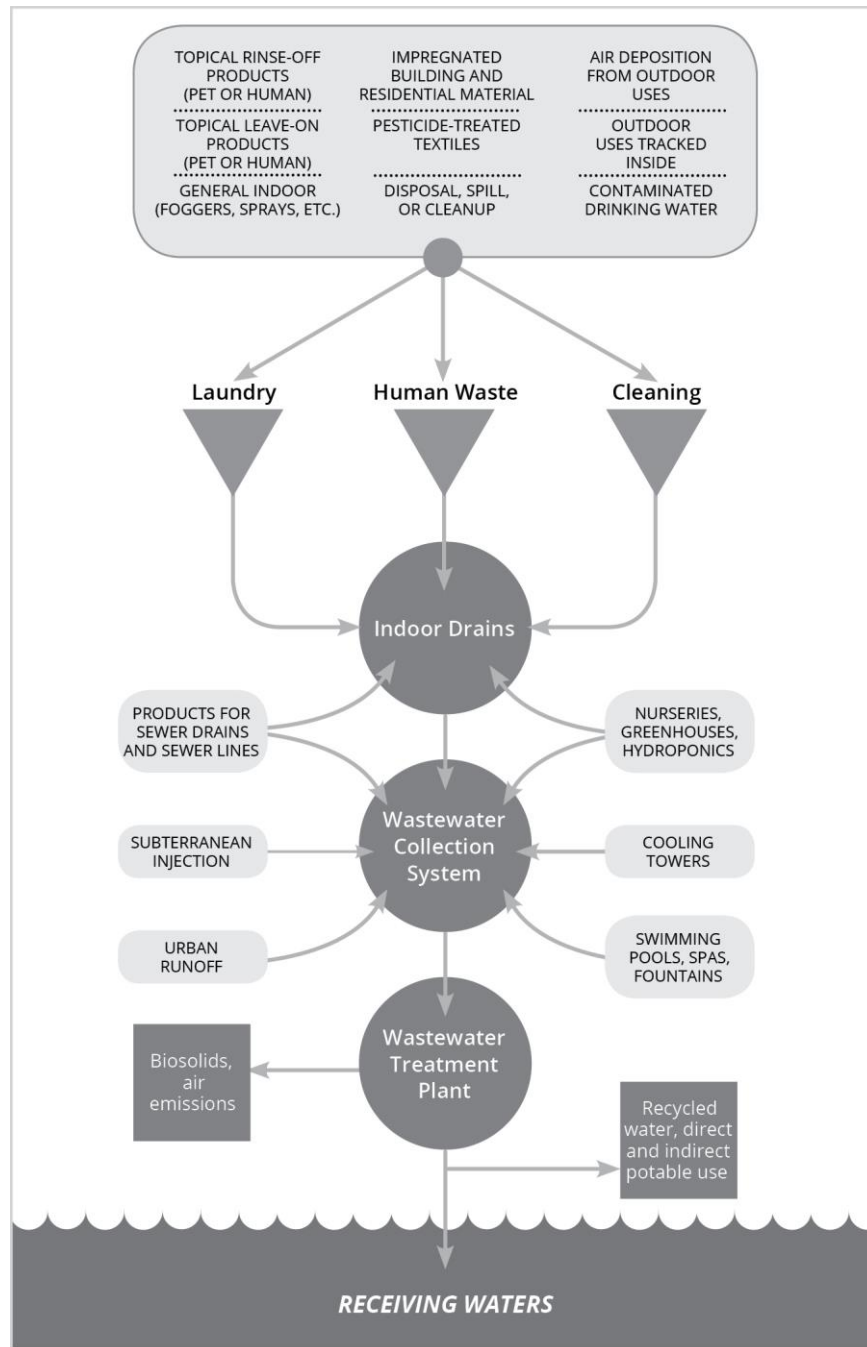 TOPICAL RINSE-OFF
PRODUCTS
(PET OR HUMAN)
TOPICAL LEAVE-ON
PRODUCTS
(PET OR HUMAN)
GENERAL INDOOR
(FOGGERS, SPRAYS, ETC.)
IMPREGNATED
BUILDING AND
RESIDENTIAL MATERIAL
PESTICIDE-TREATED
TEXTILES
DISPOSAL, SPILL,
OR CLEANUP
AIR DEPOSITION
FROM OUTDOOR
USES
OUTDOOR
USES TRACKED
INSIDE
CONTAMINATED
DRINKING WATER
Laundry
Human Waste
Cleaning
Indoor Drains
PRODUCTS FOR
SEWER DRAINS
AND SEWER LINES
NURSERIES,
GREENHOUSES,
HYDROPONICS
Wastewater
Collection
System
SUBTERRANEAN
INJECTION
COOLING
TOWERS
URBAN
RUNOFF
SWIMMING
POOLS, SPAS,
FOUNTAINS
Wastewater
Treatment
Plant
Biosolids,
air
emissions
Recycled
water, direct
and indirect
potable use
RECEIVING WATERS